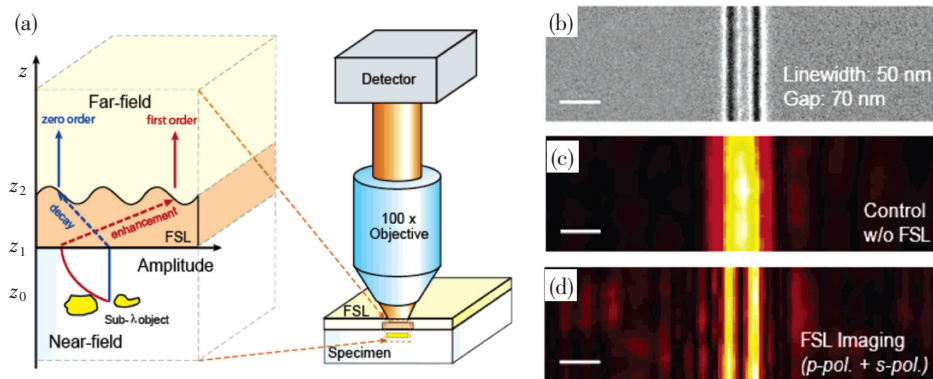 (a)
z
Far-field
zero order
first order
z2
decay
enhancement
FSL
z1
Amplitude
z0
Sub-λ object
Near-field
Detector
100 x
Objective
FSL
Specimen
(b)
Linewidth: 50 nm
Gap: 70 nm
(c)
Control
w/o FSL
(d)
FSL Imaging
(p-pol. + s-pol.)